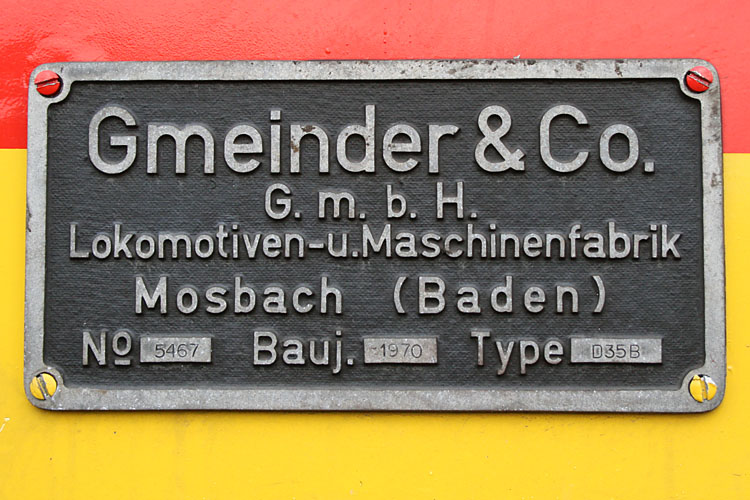 Gmeinder & Co.
G. m. b. H.
Lokomotiven-u.Maschinenfabrik
Mosbach (Baden)
Nº 5467 Bauj. 1970 Type D35B